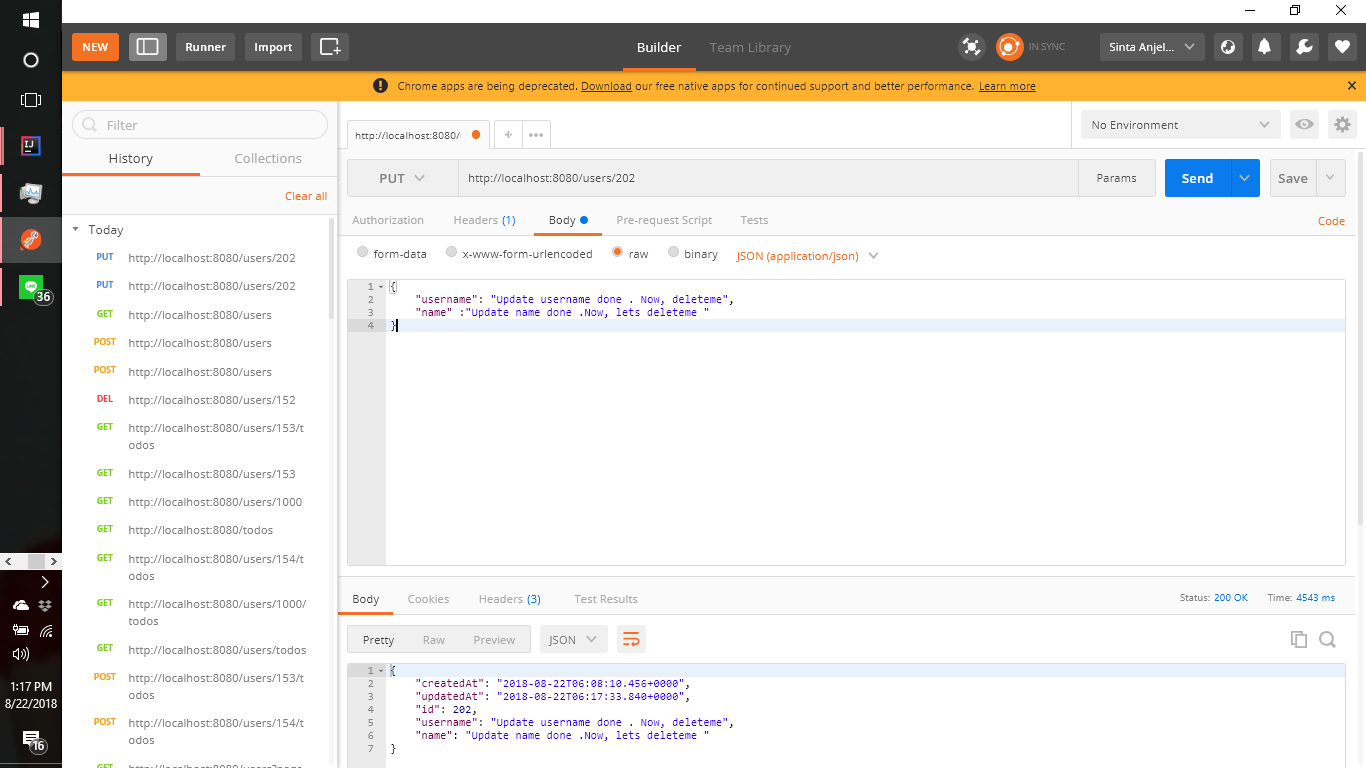 NEW
Runner
Import
Builder
Team Library
IN SYNC
Sinta Anjel...
Chrome apps are being deprecated. Download our free native apps for continued support and better performance. Learn more
Filter
History
Collections
Clear all
Today
PUT http://localhost:8080/users/202
PUT http://localhost:8080/users/202
GET http://localhost:8080/users
POST http://localhost:8080/users
POST http://localhost:8080/users
DEL http://localhost:8080/users/152
GET http://localhost:8080/users/153/t
odos
GET http://localhost:8080/users/153
GET http://localhost:8080/users/1000
GET http://localhost:8080/todos
GET http://localhost:8080/users/154/t
odos
GET http://localhost:8080/users/1000/
todos
GET http://localhost:8080/users/todos
POST http://localhost:8080/users/153/t
odos
POST http://localhost:8080/users/154/t
odos
http://localhost:8080/
No Environment
PUT
http://localhost:8080/users/202
Params
Send
Save
Authorization
Headers (1)
Body
Pre-request Script
Tests
Code
form-data
x-www-form-urlencoded
raw
binary
JSON (application/json)
1 {
2 "username": "Update username done . Now, deleteme",
3 "name" :"Update name done .Now, lets deleteme "
4 }
Body
Cookies
Headers (3)
Test Results
Status: 200 OK
Time: 4543 ms
Pretty
Raw
Preview
JSON
1 {
2 "createdAt": "2018-08-22T06:08:10.456+0000",
3 "updatedAt": "2018-08-22T06:17:33.840+0000",
4 "id": 202,
5 "username": "Update username done . Now, deleteme",
6 "name": "Update name done .Now, lets deleteme "
7 }
IJ
LINE
36
1:17 PM
8/22/2018
16